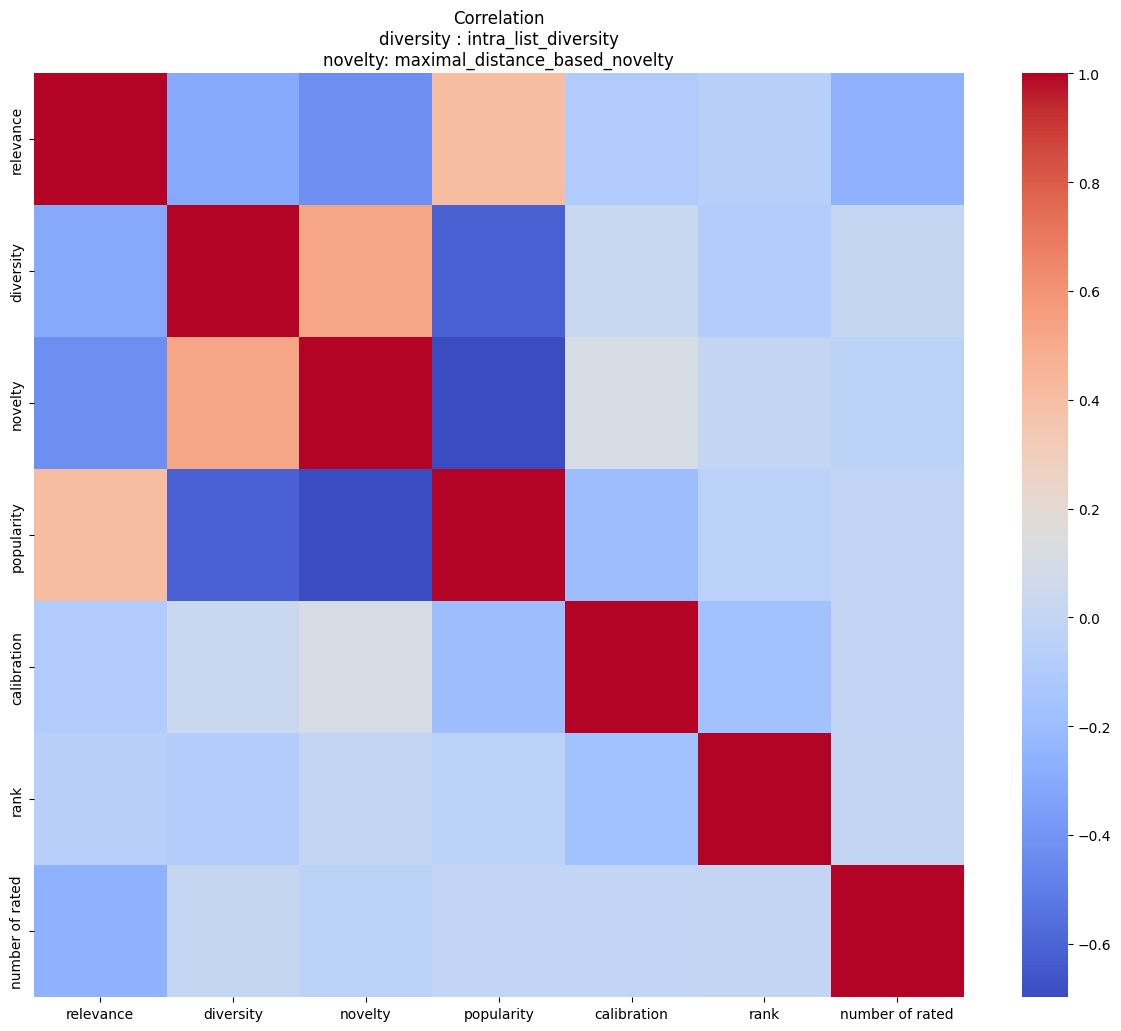 Correlation
diversity : intra_list_diversity
novelty: maximal_distance_based_novelty
relevance
diversity
novelty
popularity
calibration
rank
number of rated
relevance diversity novelty popularity calibration rank number of rated
1.0
0.8
0.6
0.4
0.2
0.0
−0.2
−0.4
−0.6